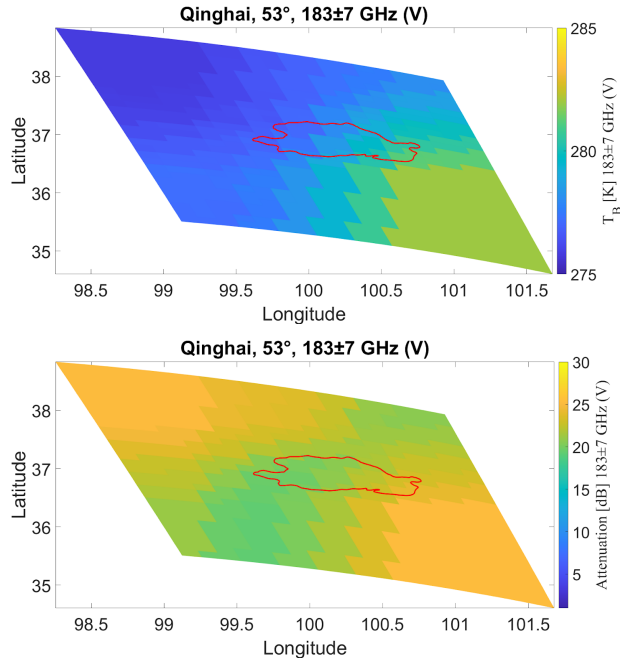 Qinghai, 53°, 183±7 GHz (V)
38
37
36
35
Latitude
98.5 99 99.5 100 100.5 101 101.5
Longitude
285
280
275
T_B [K] 183±7 GHz (V)
Qinghai, 53°, 183±7 GHz (V)
38
37
36
35
Latitude
98.5 99 99.5 100 100.5 101 101.5
Longitude
30
25
20
15
10
5
Attenuation [dB] 183±7 GHz (V)